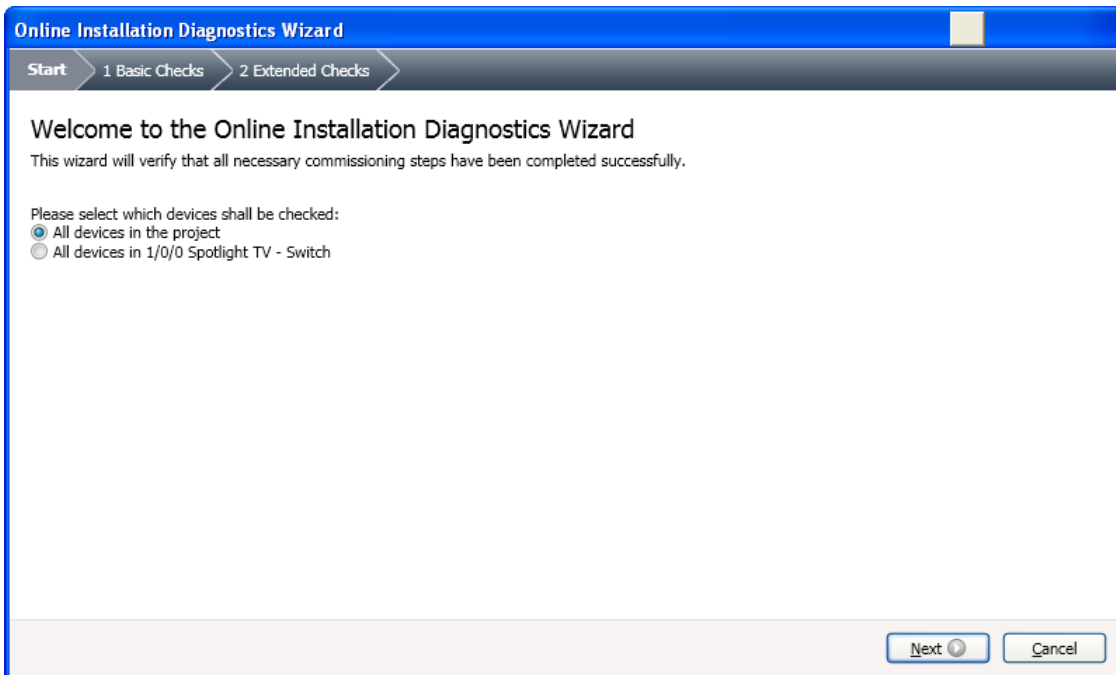 Online Installation Diagnostics Wizard
Start 1 Basic Checks 2 Extended Checks
Welcome to the Online Installation Diagnostics Wizard
This wizard will verify that all necessary commissioning steps have been completed successfully.
Please select which devices shall be checked:
All devices in the project
All devices in 1/0/0 Spotlight TV - Switch
Next Cancel